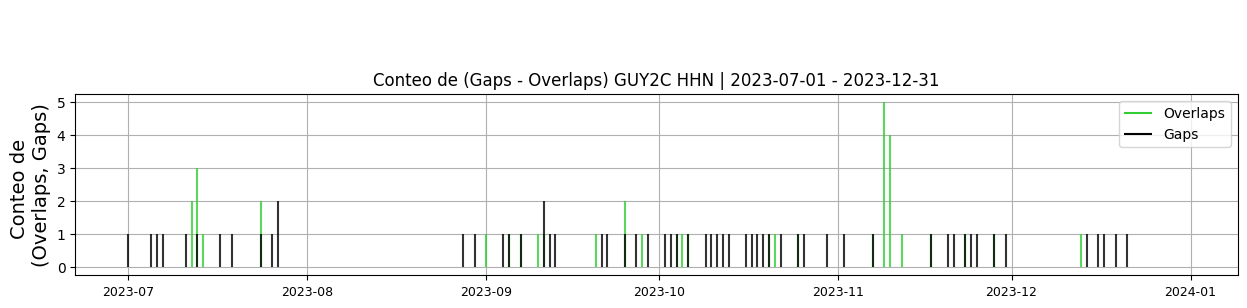 Conteo de (Gaps - Overlaps) GUY2C HHN | 2023-07-01 - 2023-12-31
Conteo de
(Overlaps, Gaps)
5
4
3
2
1
0
Overlaps
Gaps
2023-07
2023-08
2023-09
2023-10
2023-11
2023-12
2024-01